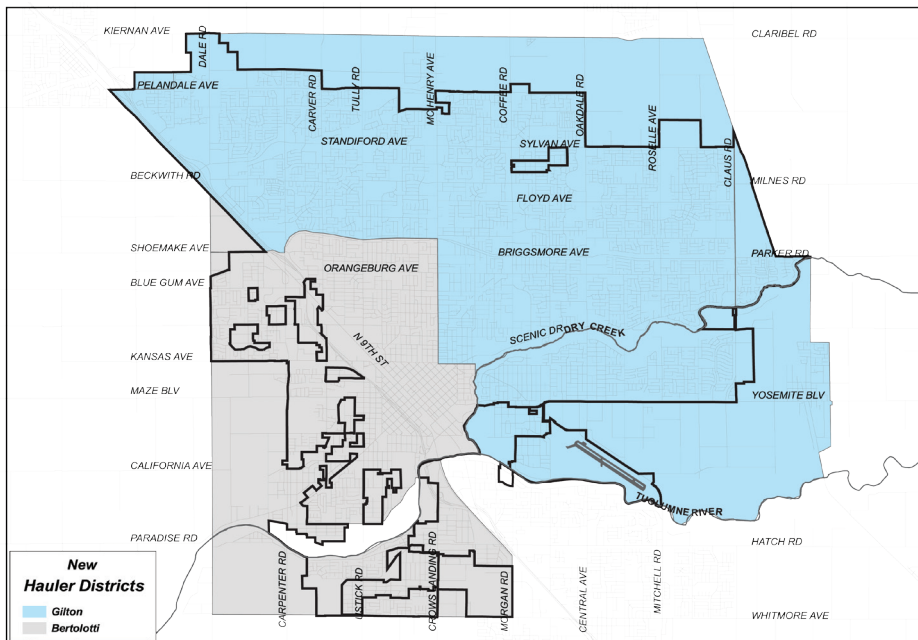 KIERNAN AVE
DALE RD
CLARIBEL RD
PELANDALE AVE
CARVER RD
TULLY RD
MC HENRY AVE
COFFEE RD
OAKDALE RD
STANDIFORD AVE
SYLVAN AVE
ROSELLE AVE
CLAUS RD
BECKWITH RD
MILNES RD
FLOYD AVE
SHOEMAKE AVE
BRIGGSMORE AVE
PARKER RD
ORANGEBURG AVE
BLUE GUM AVE
SCENIC DR
DRY CREEK
N 9TH ST
KANSAS AVE
MAZE BLV
YOSEMITE BLV
CALIFORNIA AVE
TUOLUMNE RIVER
PARADISE RD
HATCH RD
CARPENTER RD
USTICK RD
CROWS LANDING RD
MORGAN RD
CENTRAL AVE
MITCHELL RD
WHITMORE AVE
New
Hauler Districts
Gilton
Bertolotti